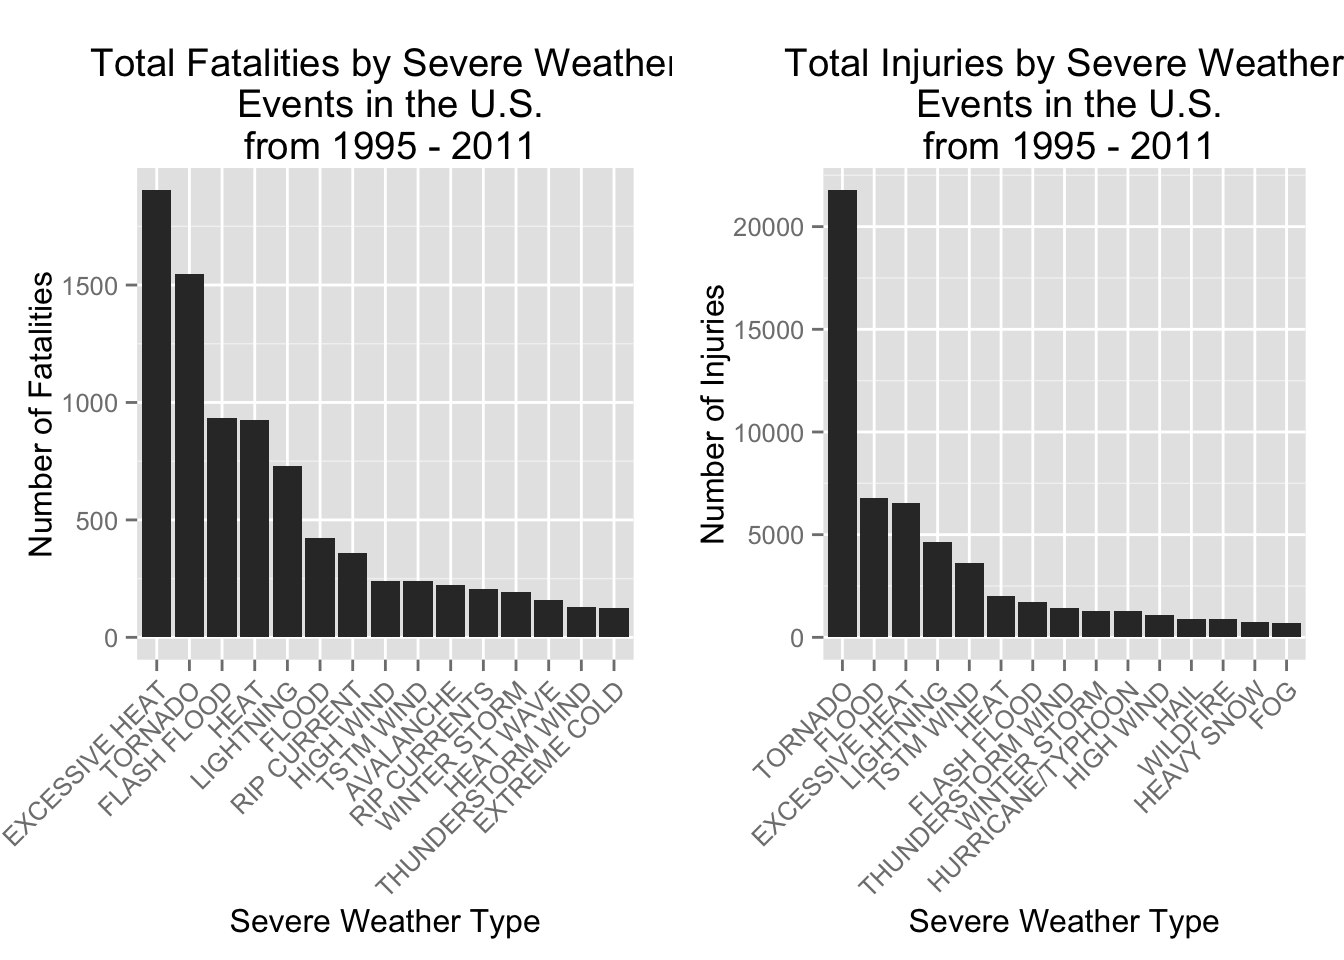 Total Fatalities by Severe Weather
Events in the U.S.
from 1995 - 2011
Number of Fatalities
1500
1000
500
0
EXCESSIVE HEAT
TORNADO
FLASH FLOOD
HEAT
LIGHTNING
FLOOD
RIP CURRENT
HIGH WIND
TSTM WIND
AVALANCHE
RIP CURRENTS
WINTER STORM
HEAT WAVE
THUNDERSTORM WIND
EXTREME COLD
Severe Weather Type
Total Injuries by Severe Weather
Events in the U.S.
from 1995 - 2011
Number of Injuries
20000
15000
10000
5000
0
TORNADO
FLOOD
EXCESSIVE HEAT
LIGHTNING
TSTM WIND
HEAT
FLASH FLOOD
THUNDERSTORM WIND
WINTER STORM
HURRICANE/TYPHOON
HIGH WIND
HAIL
WILDFIRE
HEAVY SNOW
FOG
Severe Weather Type